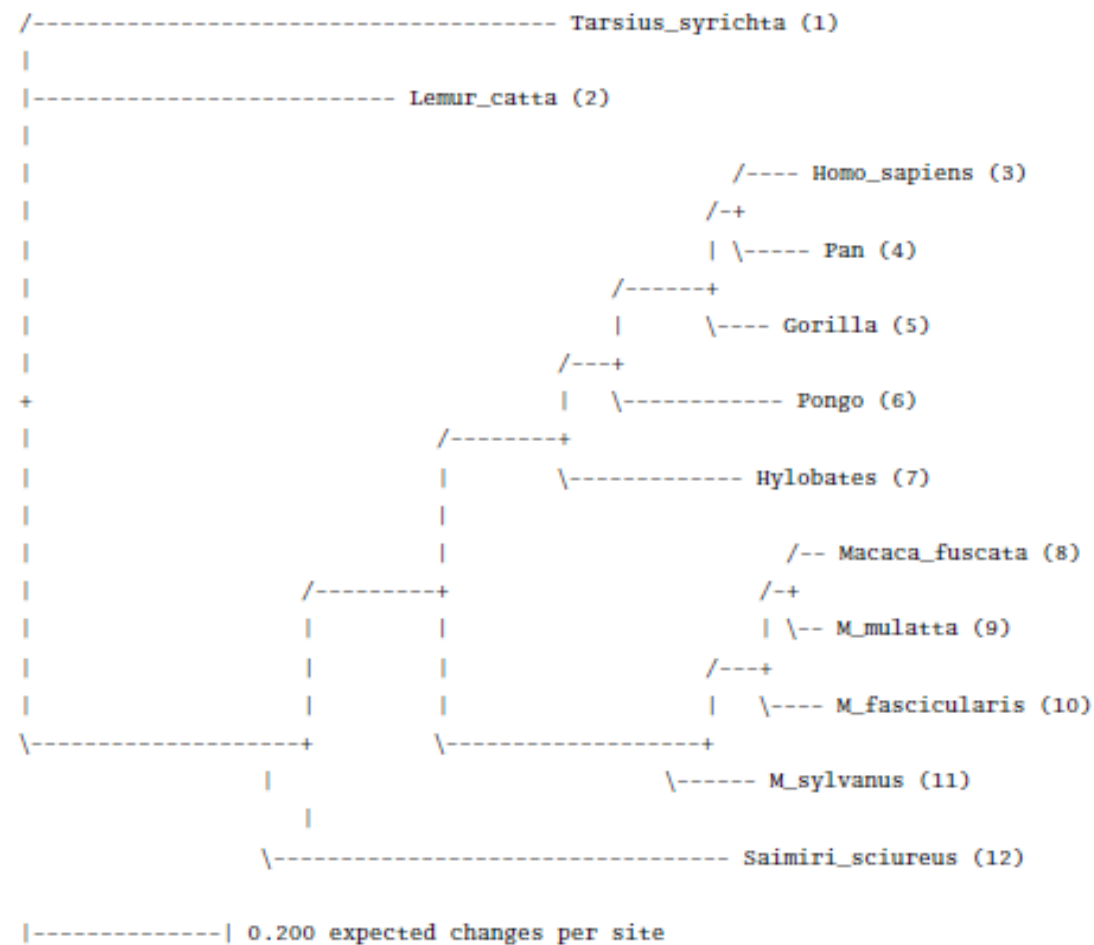 Tarsius_syrichta (1)
Lemur_catta (2)
Homo_sapiens (3)
Pan (4)
Gorilla (5)
Pongo (6)
Hylobates (7)
Macaca_fuscata (8)
M_mulatta (9)
M_fascicularis (10)
M_sylvanus (11)
Saimiri_sciureus (12)
0.200 expected changes per site